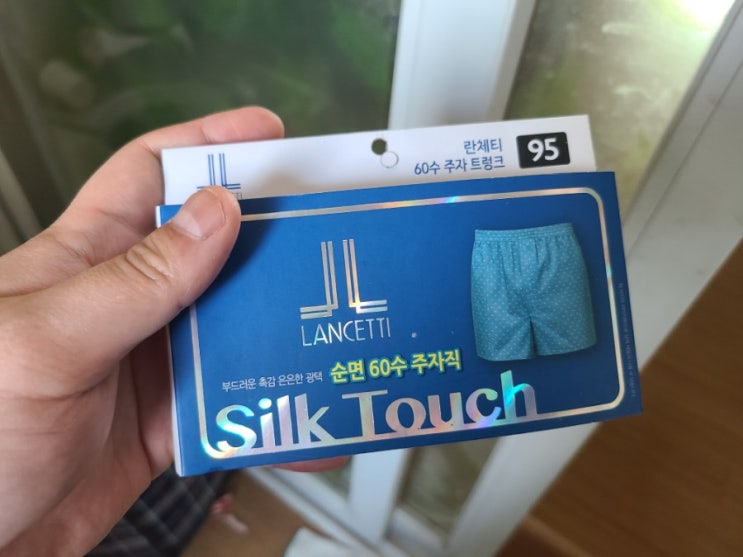 란체티
60수 주자 트렁크
95
LANCETTI
부드러운 촉감 은은한 광택
순면 60수 주자직
Silk Touch